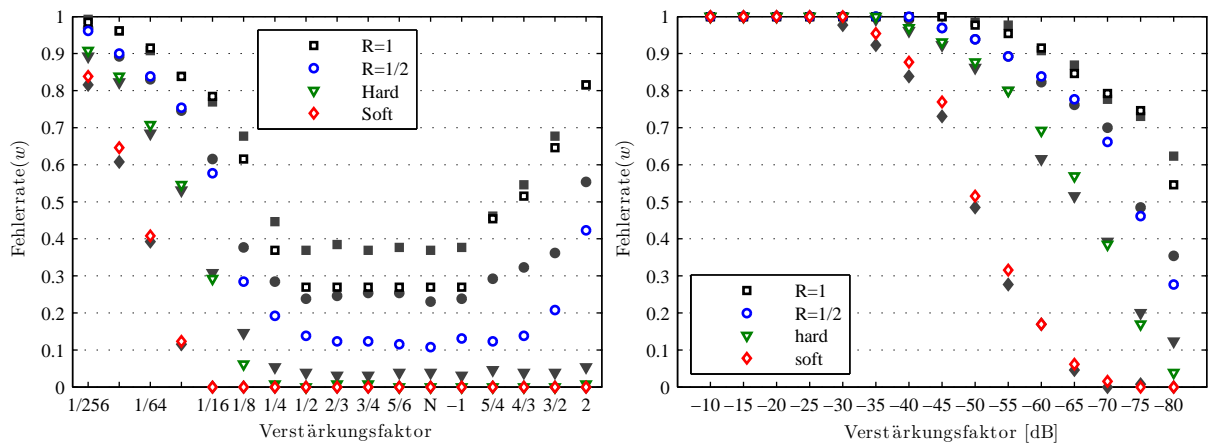 Fehlerrate(w)
1
0.9
0.8
0.7
0.6
0.5
0.4
0.3
0.2
0.1
0
R=1
R=1/2
Hard
Soft
1/256 1/64 1/16 1/8 1/4 1/2 2/3 3/4 5/6 N −1 5/4 4/3 3/2 2
Verstärkungsfaktor
Fehlerrate(w)
1
0.9
0.8
0.7
0.6
0.5
0.4
0.3
0.2
0.1
0
R=1
R=1/2
hard
soft
−10 −15 −20 −25 −30 −35 −40 −45 −50 −55 −60 −65 −70 −75 −80
Verstärkungsfaktor [dB]